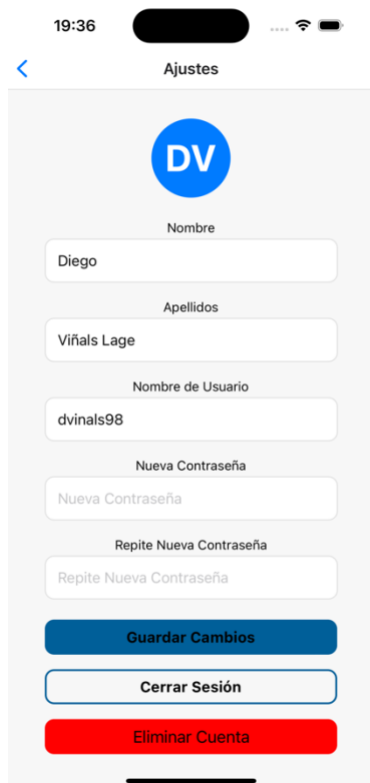 19:36
Ajustes
DV
Nombre
Diego
Apellidos
Viñals Lage
Nombre de Usuario
dvinals98
Nueva Contraseña
Nueva Contraseña
Repite Nueva Contraseña
Repite Nueva Contraseña
Guardar Cambios
Cerrar Sesión
Eliminar Cuenta